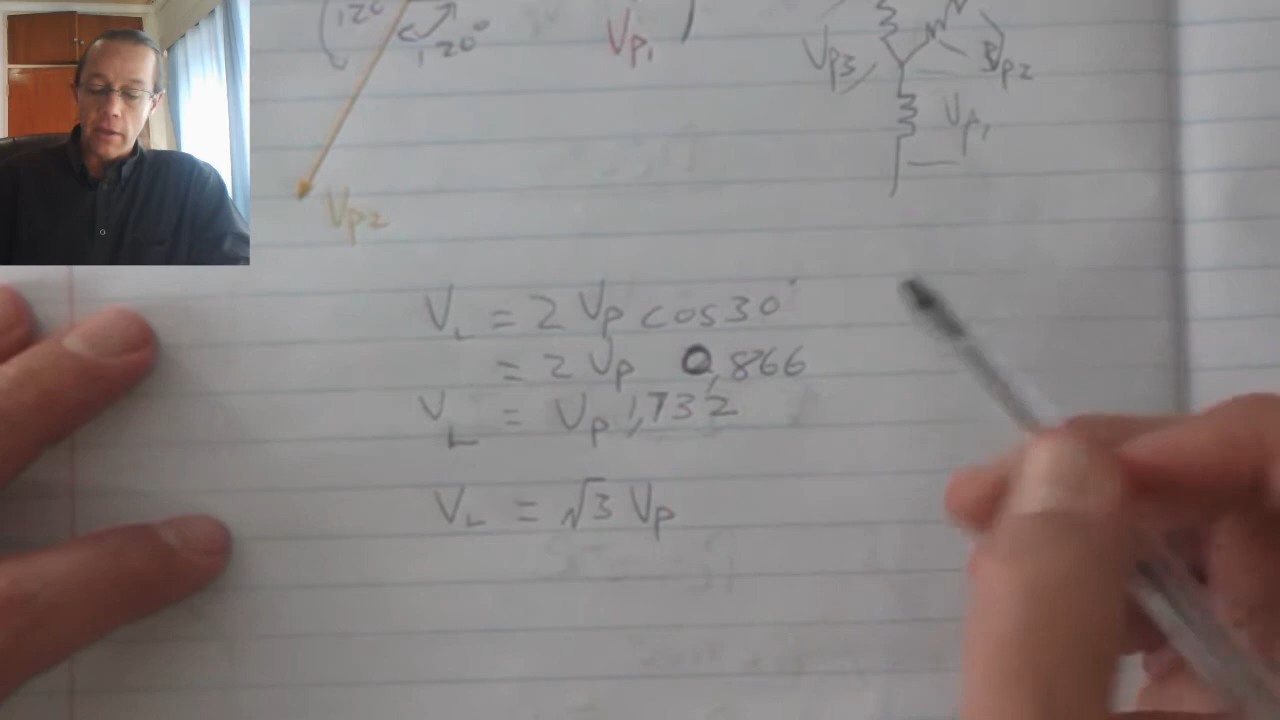 120
120°
Vp1
Vp3
Vp2
Vp1
Vp2
VL = 2 Vp cos30°
= 2 Vp 0,866
VL = Vp 1,732
VL = √3 Vp